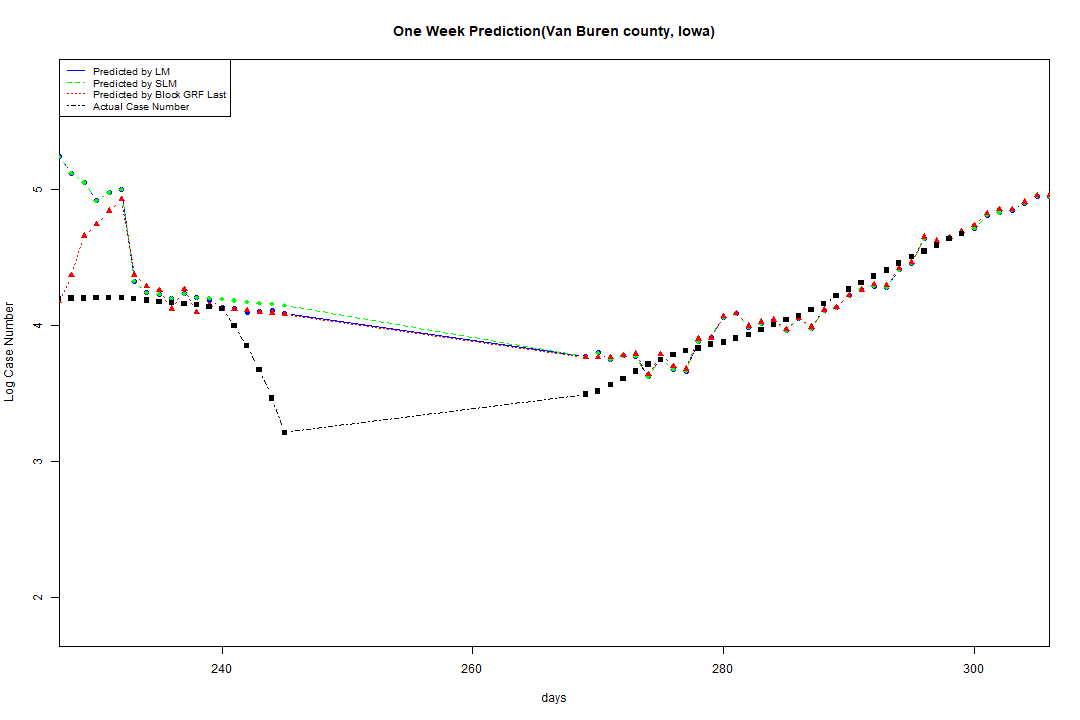 One Week Prediction(Van Buren county, Iowa)
Predicted by LM
Predicted by SLM
Predicted by Block GRF Last
Actual Case Number
Log Case Number
5
4
3
2
240
260
280
300
days